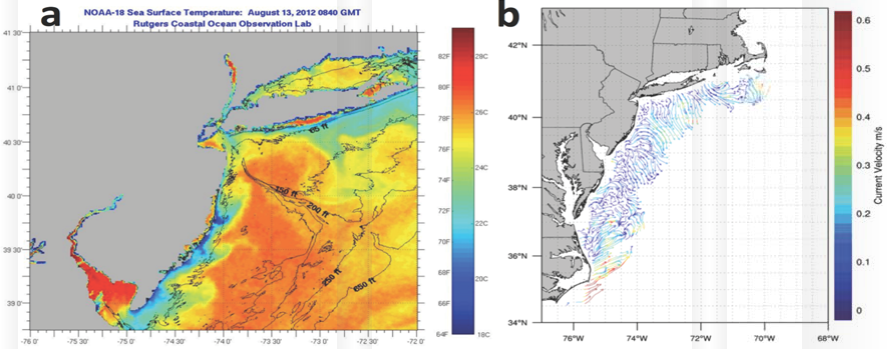 a
NOAA-18 Sea Surface Temperature: August 13, 2012 0840 GMT
Rutgers Coastal Ocean Observation Lab
41 30'
41 0'
40 30'
40 0'
39 30'
39 0'
-76 0'
-75 30'
-75 0'
-74 30'
-74 0'
-73 30'
-73 0'
-72 30'
-72 0'
65 ft
150 ft
200 ft
250 ft
650 ft
82F
80F
78F
76F
74F
72F
70F
68F
66F
64F
28C
26C
24C
22C
20C
18C
b
42°N
40°N
38°N
36°N
34°N
76°W
74°W
72°W
70°W
68°W
0.6
0.5
0.4
0.3
0.2
0.1
0
Current Velocity m/s